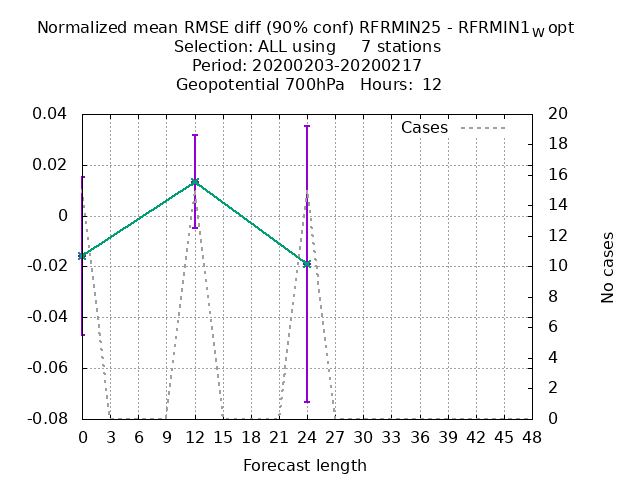 Normalized mean RMSE diff (90% conf) RFRMIN25 - RFRMIN1w opt
Selection: ALL using 7 stations
Period: 20200203-20200217
Geopotential 700hPa Hours: 12
0.04
0.02
0
-0.02
-0.04
-0.06
-0.08
Cases
20
18
16
14
12
10
8
6
4
2
0
No cases
0 3 6 9 12 15 18 21 24 27 30 33 36 39 42 45 48
Forecast length